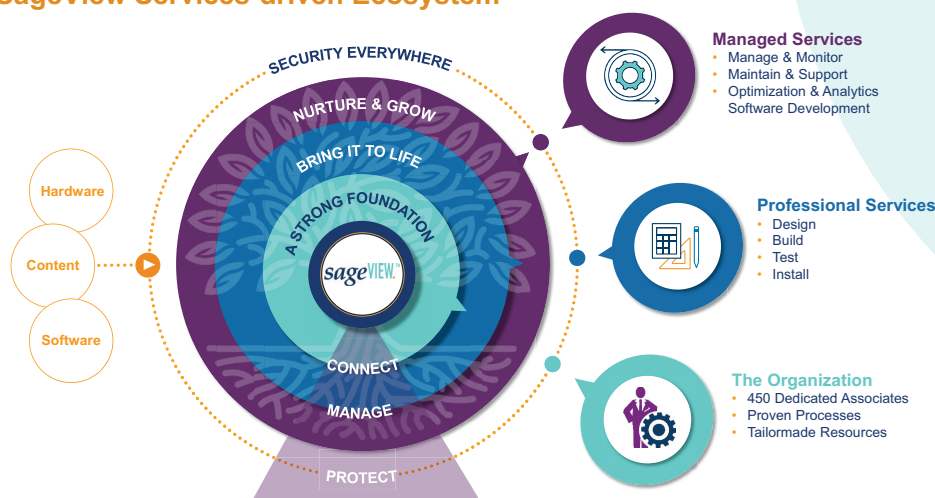 SageView Services-driven Ecosystem
SECURITY EVERYWHERE
NURTURE & GROW
BRING IT TO LIFE
A STRONG FOUNDATION
sageVIEW.™
CONNECT
MANAGE
PROTECT
Hardware
Content
Software
Managed Services
• Manage & Monitor
• Maintain & Support
• Optimization & Analytics
Software Development
Professional Services
• Design
• Build
• Test
• Install
The Organization
• 450 Dedicated Associates
• Proven Processes
• Tailormade Resources